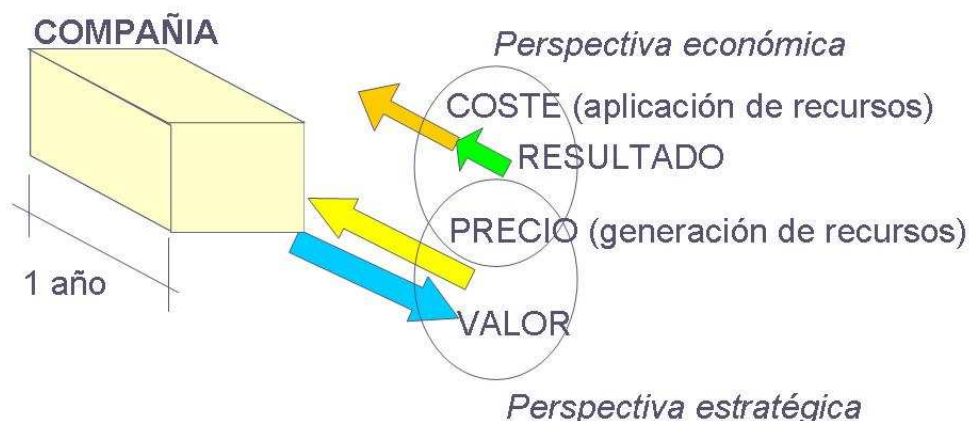 COMPAÑIA
Perspectiva económica
COSTE (aplicación de recursos)
RESULTADO
PRECIO (generación de recursos)
1 año
VALOR
Perspectiva estratégica